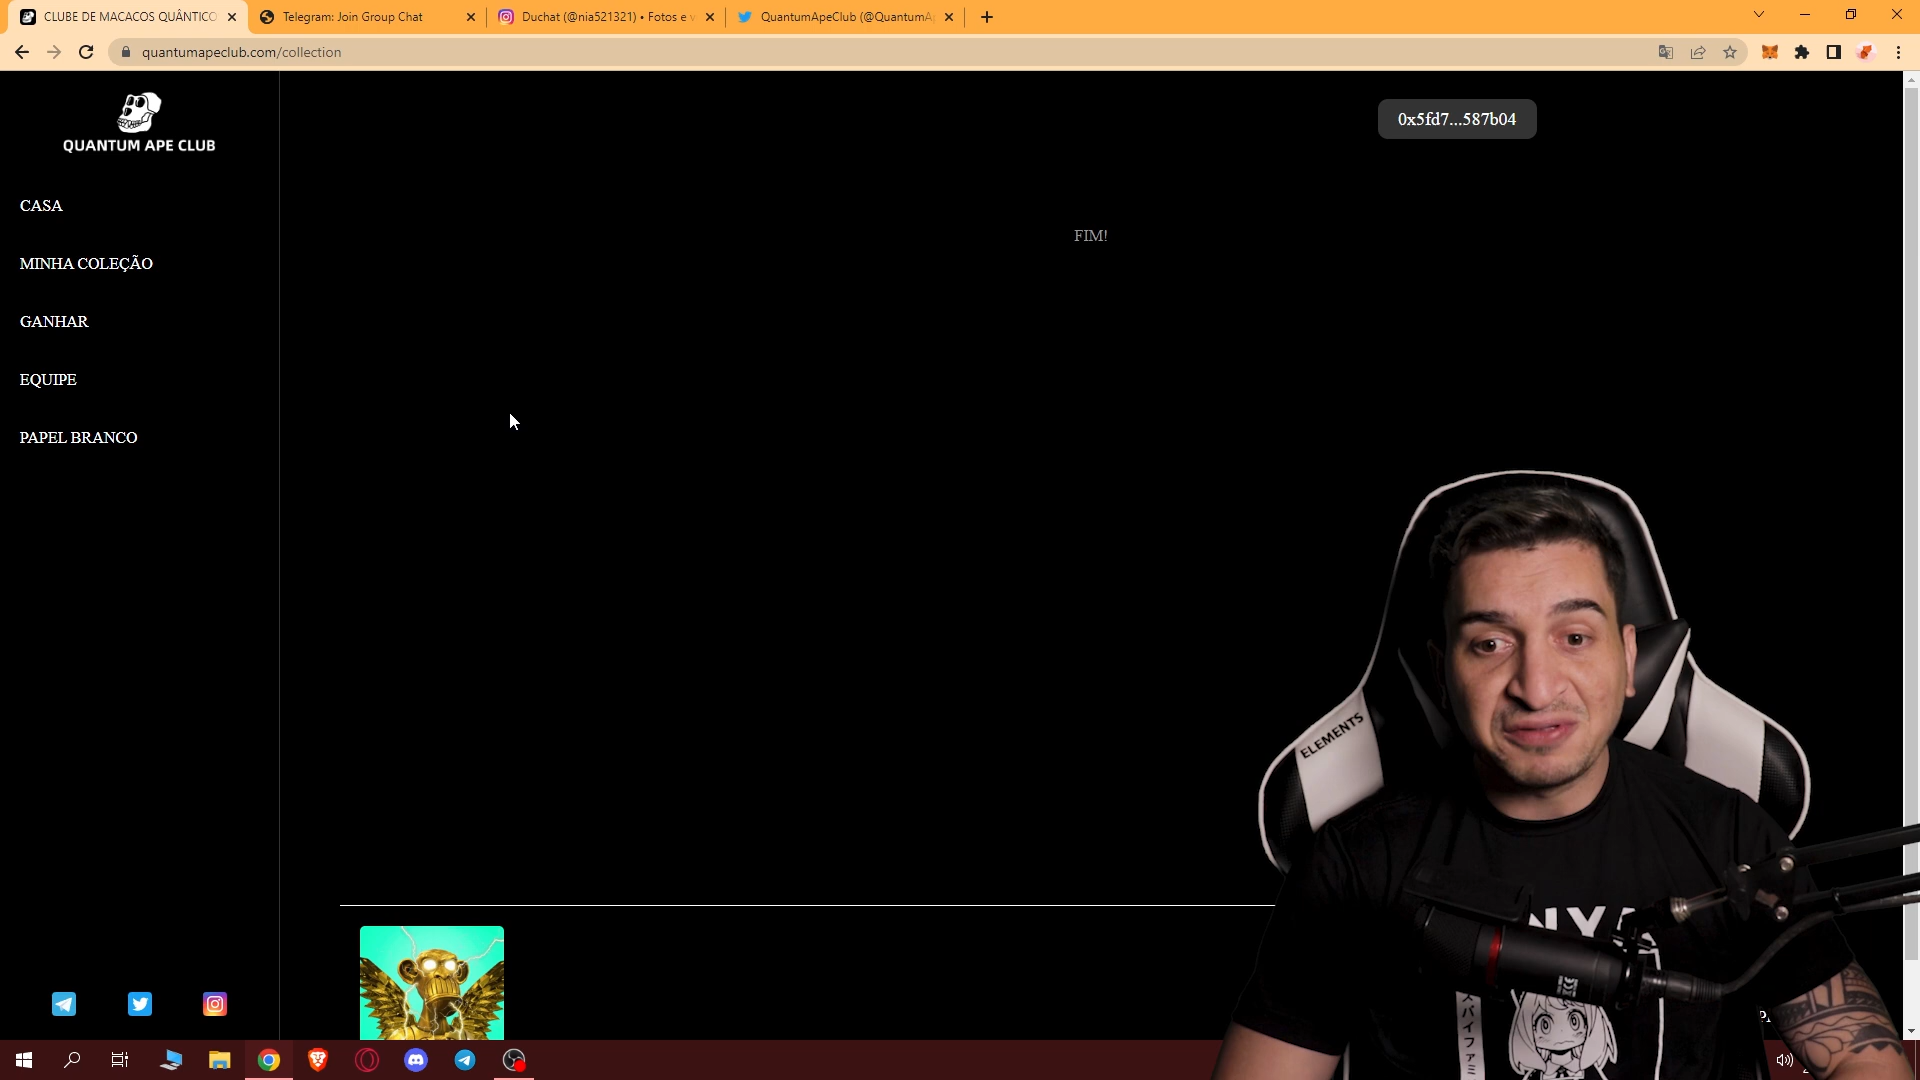 CLUBE DE MACACOS QUÂNTICO
Telegram: Join Group Chat
Duchat (@nia521321) • Fotos e v
QuantumApeClub (@QuantumA
quantumapeclub.com/collection
QUANTUM APE CLUB
0x5fd7...587b04
CASA
FIM!
MINHA COLEÇÃO
GANHAR
EQUIPE
PAPEL BRANCO
ELEMENTS